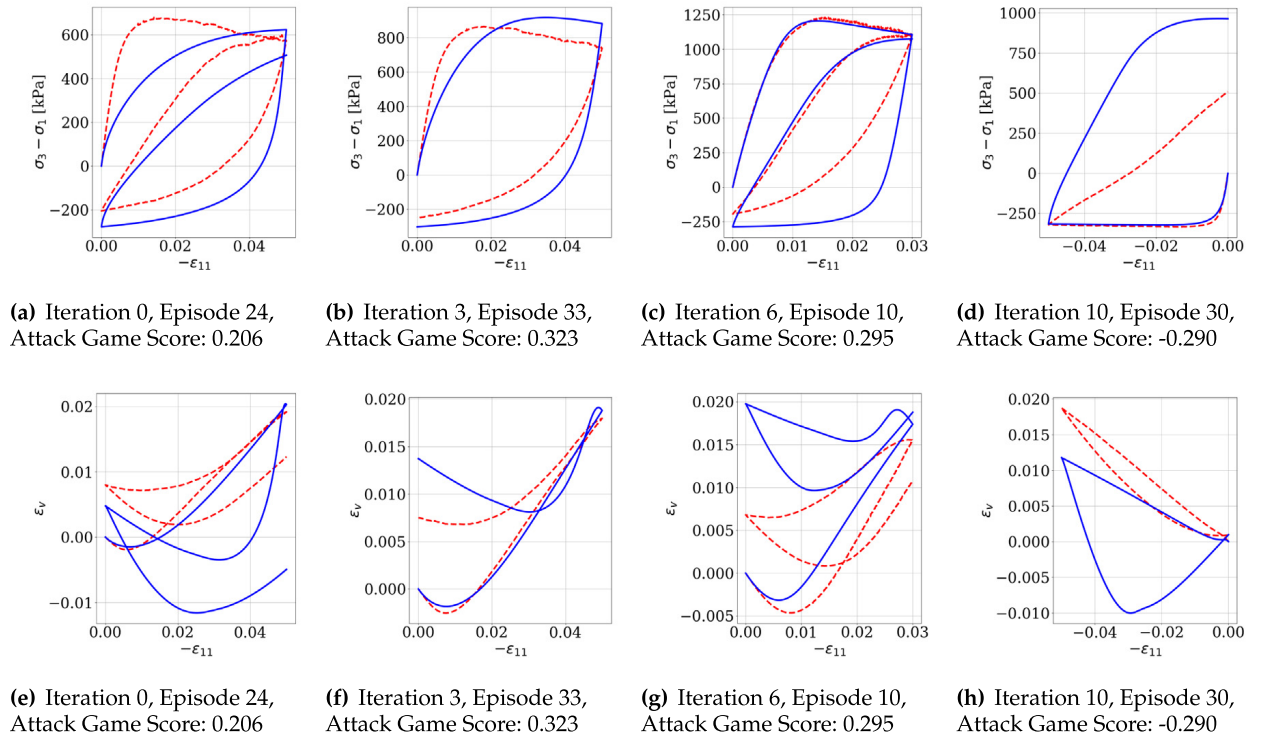 600
400
200
0
−200
σ3 − σ1 [kPa]
0.00 0.02 0.04
−ε11
800
600
400
200
0
−200
σ3 − σ1 [kPa]
0.00 0.02 0.04
−ε11
1250
1000
750
500
250
0
−250
σ3 − σ1 [kPa]
0.00 0.01 0.02 0.03
−ε11
1000
750
500
250
0
−250
σ3 − σ1 [kPa]
−0.04 −0.02 0.00
−ε11
(a) Iteration 0, Episode 24,
Attack Game Score: 0.206
(b) Iteration 3, Episode 33,
Attack Game Score: 0.323
(c) Iteration 6, Episode 10,
Attack Game Score: 0.295
(d) Iteration 10, Episode 30,
Attack Game Score: -0.290
0.02
0.01
0.00
−0.01
εv
0.00 0.02 0.04
−ε11
0.020
0.015
0.010
0.005
0.000
εv
0.00 0.02 0.04
−ε11
0.020
0.015
0.010
0.005
0.000
−0.005
εv
0.00 0.01 0.02 0.03
−ε11
0.020
0.015
0.010
0.005
0.000
−0.005
−0.010
εv
−0.04 −0.02 0.00
−ε11
(e) Iteration 0, Episode 24,
Attack Game Score: 0.206
(f) Iteration 3, Episode 33,
Attack Game Score: 0.323
(g) Iteration 6, Episode 10,
Attack Game Score: 0.295
(h) Iteration 10, Episode 30,
Attack Game Score: -0.290